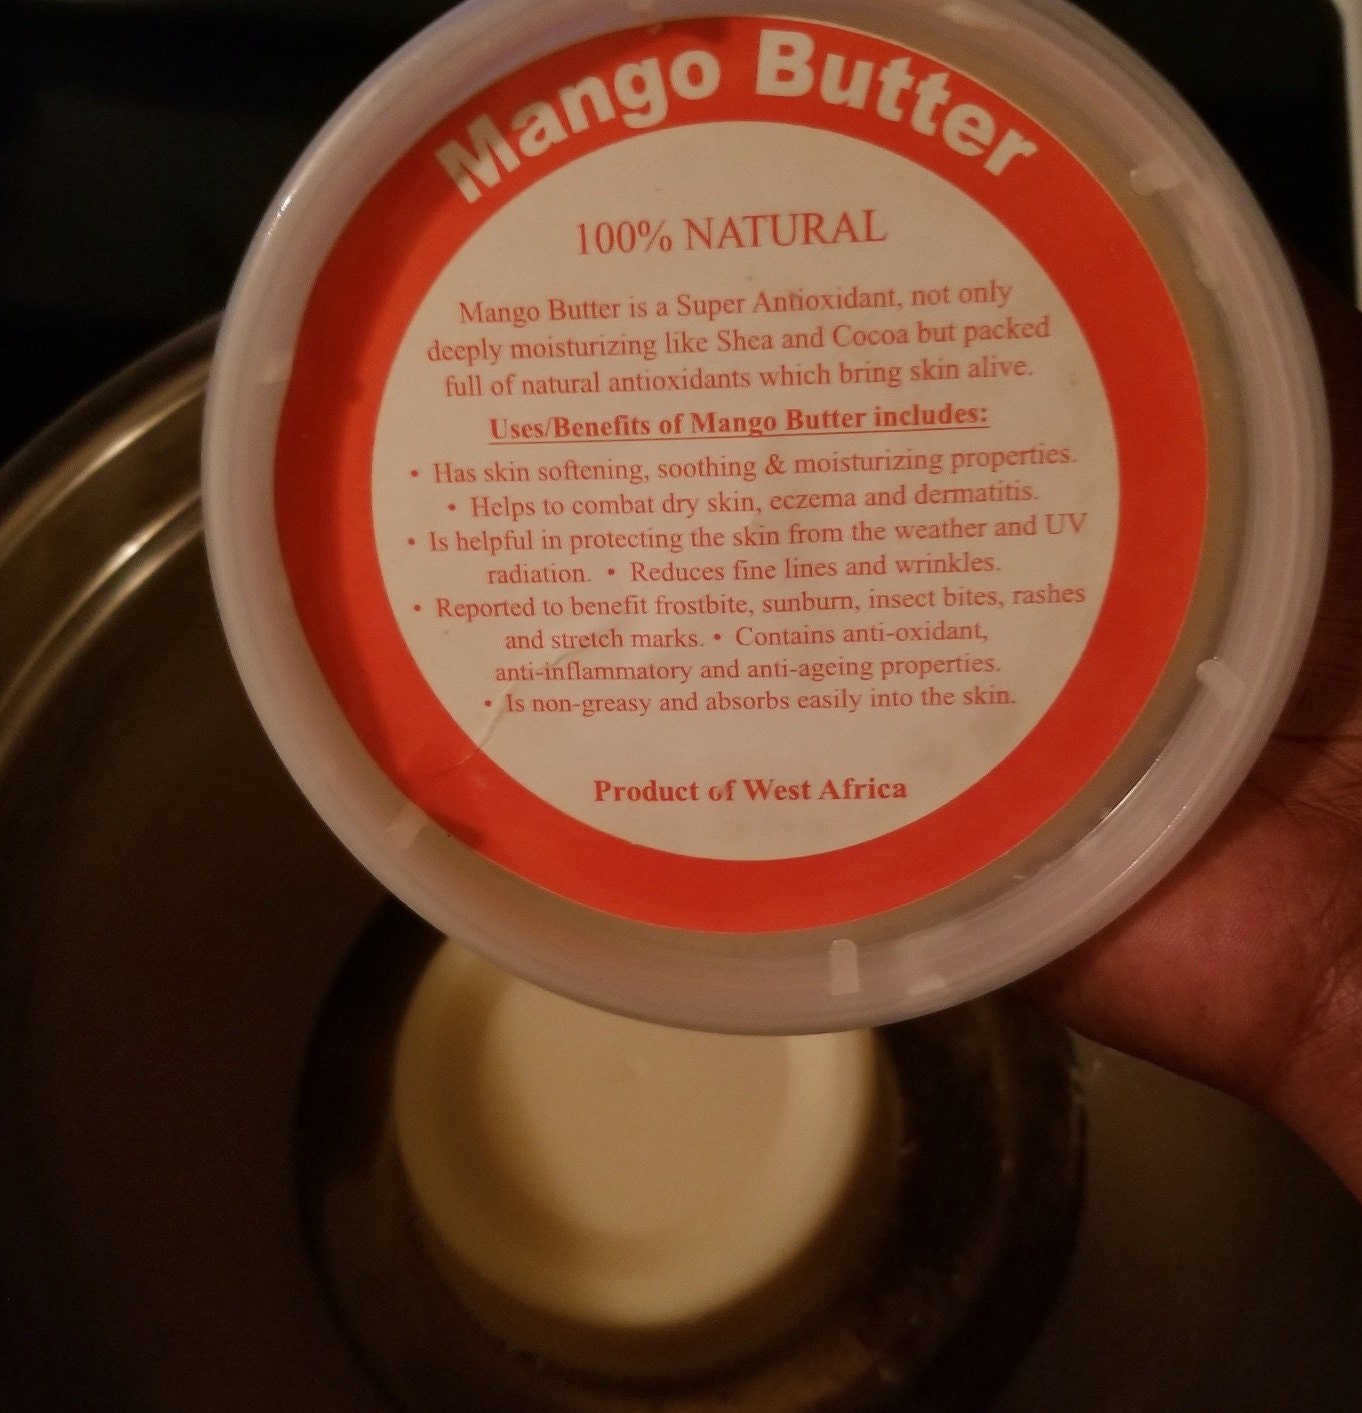 Mango Butter
100% NATURAL
Mango Butter is a Super Antioxidant, not only
deeply moisturizing like Shea and Cocoa but packed
full of natural antioxidants which bring skin alive.
Uses/Benefits of Mango Butter includes:
• Has skin softening, soothing & moisturizing properties.
• Helps to combat dry skin, eczema and dermatitis.
• Is helpful in protecting the skin from the weather and UV
radiation. • Reduces fine lines and wrinkles.
• Reported to benefit frostbite, sunburn, insect bites, rashes
and stretch marks. • Contains anti-oxidant,
anti-inflammatory and anti-ageing properties.
• Is non-greasy and absorbs easily into the skin.
Product of West Africa